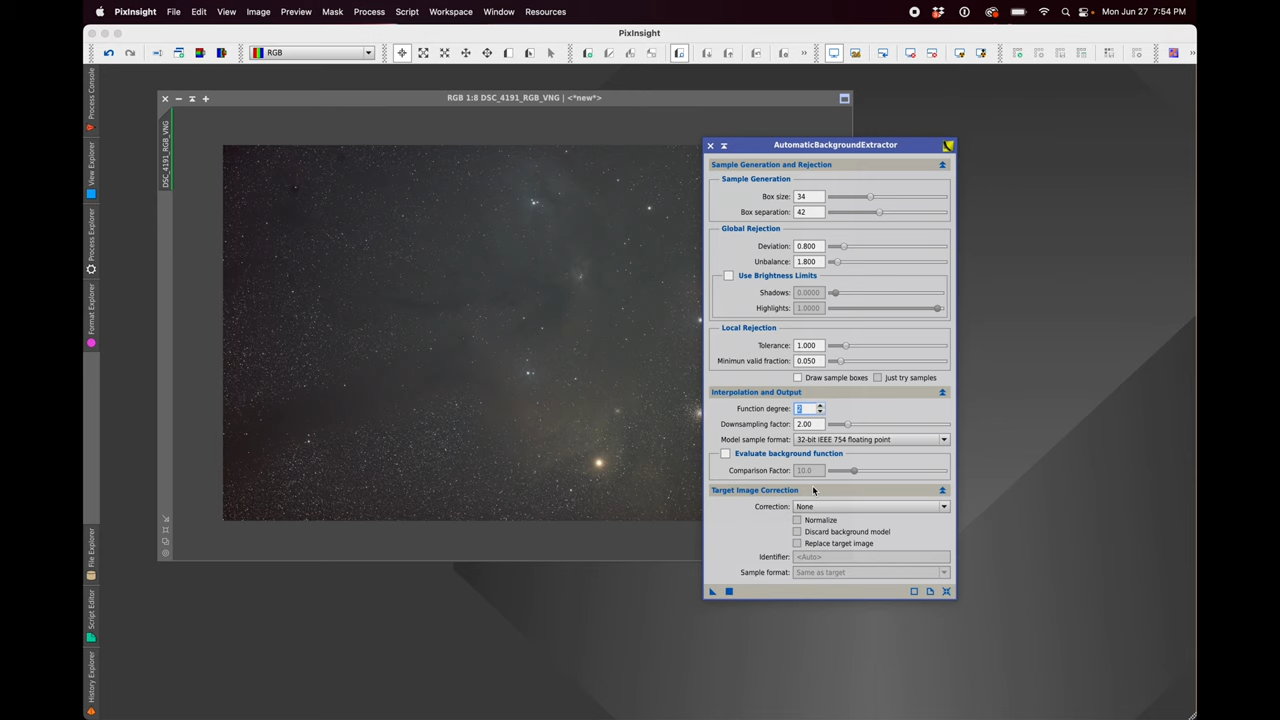 PixInsight File Edit View Image Preview Mask Process Script Workspace Window Resources Mon Jun 27 7:54 PM
PixInsight
RGB
Process Console
View Explorer
Process Explorer
Format Explorer
File Explorer
Script Editor
History Explorer
RGB 1:8 DSC_4191_RGB_VNG | <*new*>
DSC_4191_RGB_VNG
AutomaticBackgroundExtractor
Sample Generation and Rejection
Sample Generation
Box size: 34
Box separation: 42
Global Rejection
Deviation: 0.800
Unbalance: 1.800
Use Brightness Limits
Shadows: 0.0000
Highlights: 1.0000
Local Rejection
Tolerance: 1.000
Minimun valid fraction: 0.050
Draw sample boxes Just try samples
Interpolation and Output
Function degree:
Downsampling factor: 2.00
Model sample format: 32-bit IEEE 754 floating point
Evaluate background function
Comparison Factor: 10.0
Target Image Correction
Correction: None
Normalize
Discard background model
Replace target image
Identifier: <Auto>
Sample format: Same as target